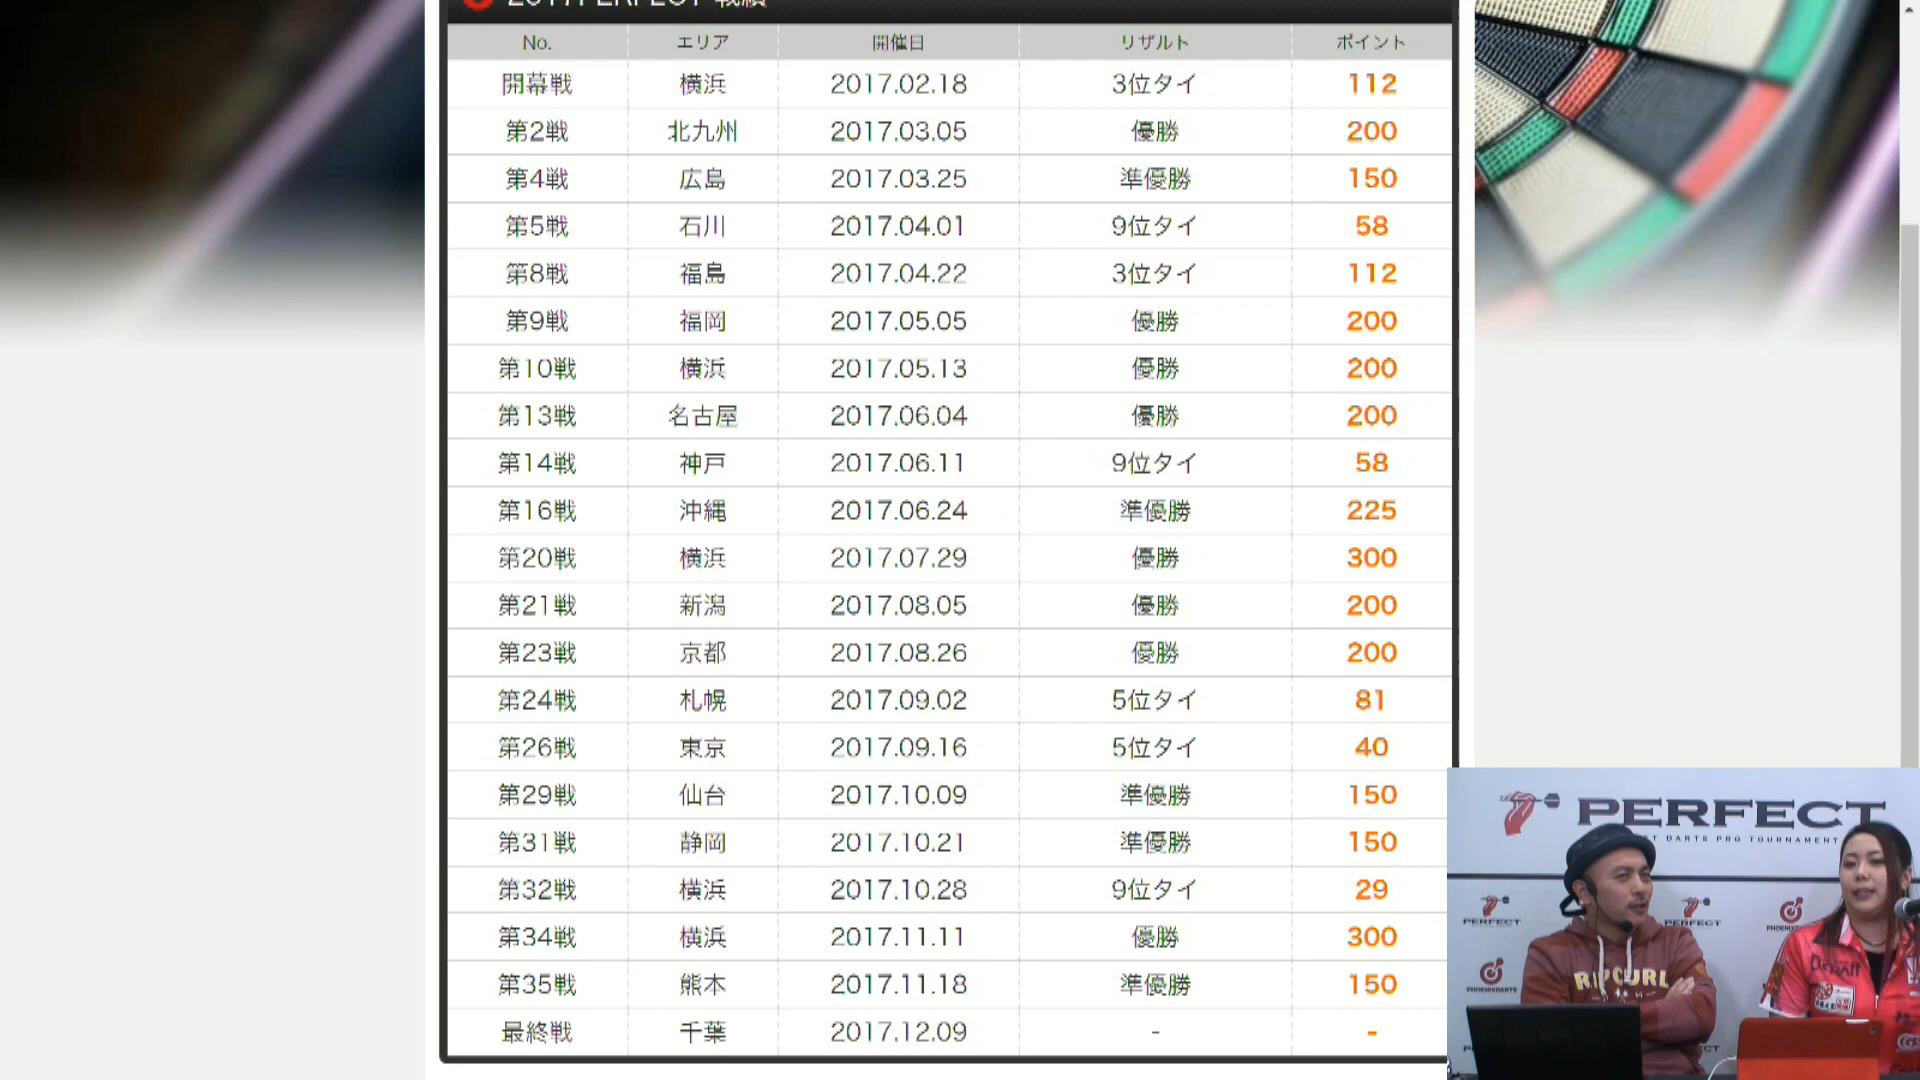 2017PERFECT 戦績
No. エリア 開催日 リザルト ポイント
開幕戦 横浜 2017.02.18 3位タイ 112
第2戦 北九州 2017.03.05 優勝 200
第4戦 広島 2017.03.25 準優勝 150
第5戦 石川 2017.04.01 9位タイ 58
第8戦 福島 2017.04.22 3位タイ 112
第9戦 福岡 2017.05.05 優勝 200
第10戦 横浜 2017.05.13 優勝 200
第13戦 名古屋 2017.06.04 優勝 200
第14戦 神戸 2017.06.11 9位タイ 58
第16戦 沖縄 2017.06.24 準優勝 225
第20戦 横浜 2017.07.29 優勝 300
第21戦 新潟 2017.08.05 優勝 200
第23戦 京都 2017.08.26 優勝 200
第24戦 札幌 2017.09.02 5位タイ 81
第26戦 東京 2017.09.16 5位タイ 40
第29戦 仙台 2017.10.09 準優勝 150
第31戦 静岡 2017.10.21 準優勝 150
第32戦 横浜 2017.10.28 9位タイ 29
第34戦 横浜 2017.11.11 優勝 300
第35戦 熊本 2017.11.18 準優勝 150
最終戦 千葉 2017.12.09 - -
PERFECT
DARTS PRO TOURNAMENT
PERFECT
PERFECT
PHOENIXDARTS
RIP CURL